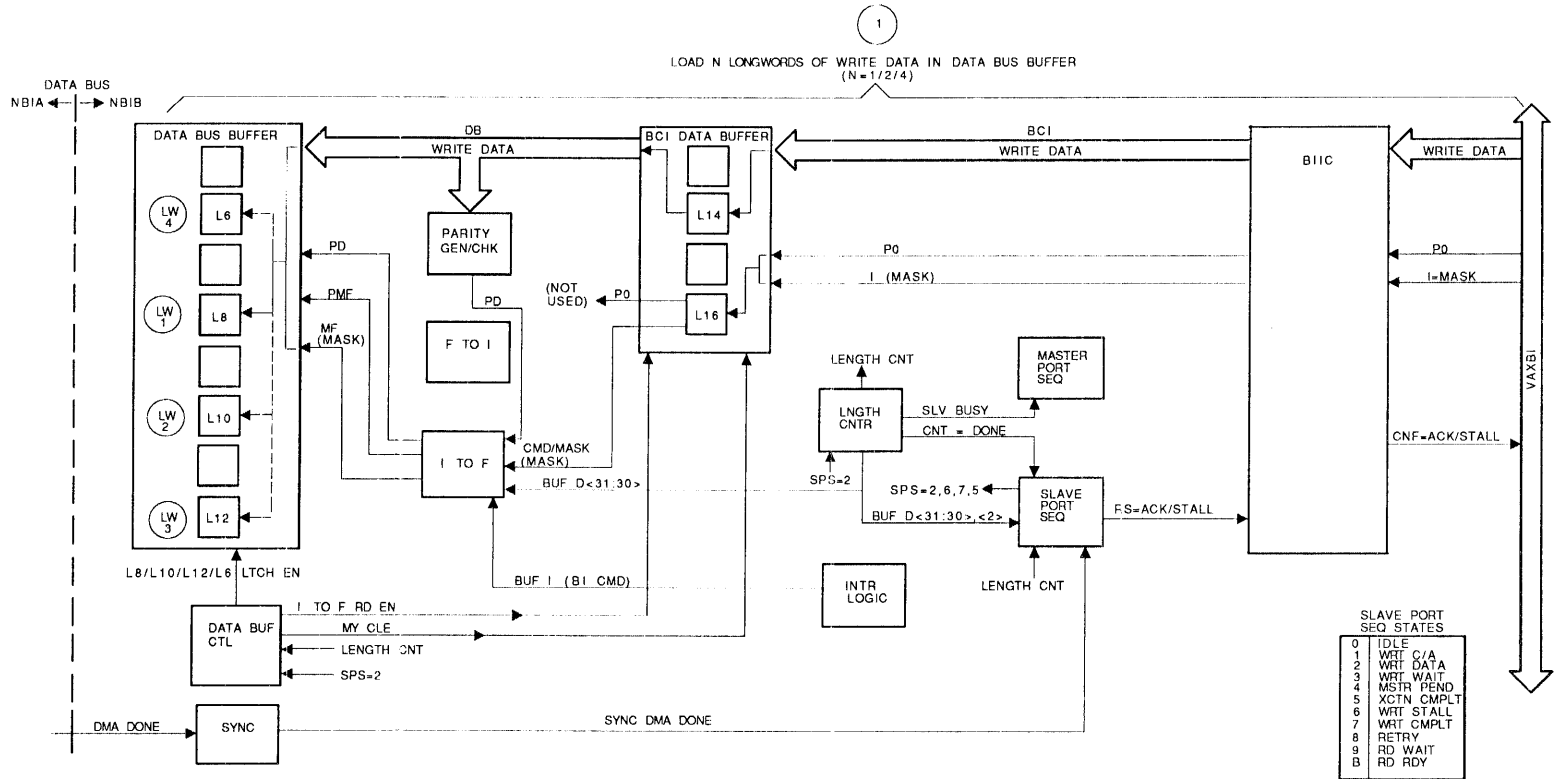 1
LOAD N LONGWORDS OF WRITE DATA IN DATA BUS BUFFER
(N=1/2/4)
DATA BUS
NBIA
NBIB
DATA BUS BUFFER
DB
WRITE DATA
BCI DATA BUFFER
BCI
WRITE DATA
BIIC
WRITE DATA
LW
4
L6
L14
PARITY
GEN/CHK
PD
P0
P0
I (MASK)
I=MASK
LW
1
L8
PMF
PD
(NOT
USED)
P0
L16
MF
(MASK)
F TO I
LENGTH CNT
MASTER
PORT
SEQ
VAXBI
LW
2
L10
LNGTH
CNTR
SLV BUSY
CNT = DONE
I TO F
CMD/MASK
(MASK)
CNF=ACK/STALL
BUF D<31:30>
SPS=2
SPS=2,6,7,5
SLAVE
PORT
SEQ
LW
3
L12
BUF D<31:30>,<2>
RS=ACK/STALL
L8/L10/L12/L6 LTCH EN
BUF I (BI CMD)
INTR
LOGIC
LENGTH CNT
DATA BUF
CTL
I TO F RD EN
MY CLE
LENGTH CNT
SPS=2
DMA DONE
SYNC
SYNC DMA DONE
SLAVE PORT
SEQ STATES
0 IDLE
1 WRT C/A
2 WRT DATA
3 WRT WAIT
4 MSTR PEND
5 XCTN CMPLT
6 WRT STALL
7 WRT CMPLT
8 RETRY
9 RD WAIT
B RD RDY